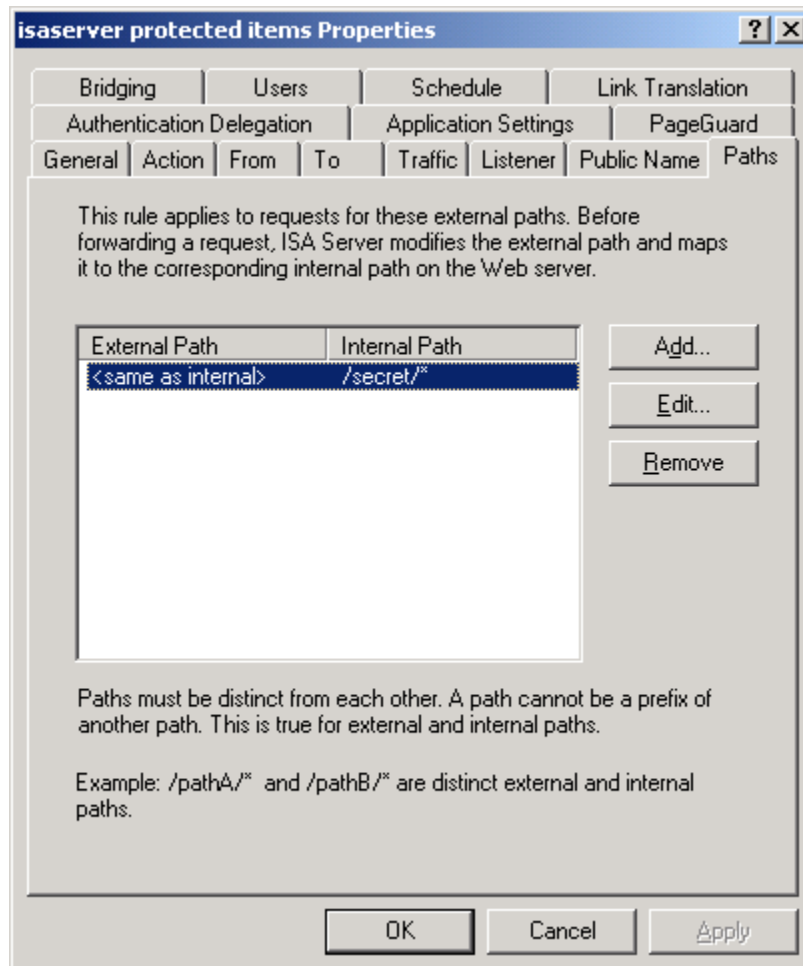 isaserver protected items Properties
Bridging Users Schedule Link Translation
Authentication Delegation Application Settings PageGuard
General Action From To Traffic Listener Public Name Paths
This rule applies to requests for these external paths. Before
forwarding a request, ISA Server modifies the external path and maps
it to the corresponding internal path on the Web server.
External Path Internal Path
<same as internal> /secret/*
Add...
Edit...
Remove
Paths must be distinct from each other. A path cannot be a prefix of
another path. This is true for external and internal paths.
Example: /pathA/* and /pathB/* are distinct external and internal
paths.
OK Cancel Apply